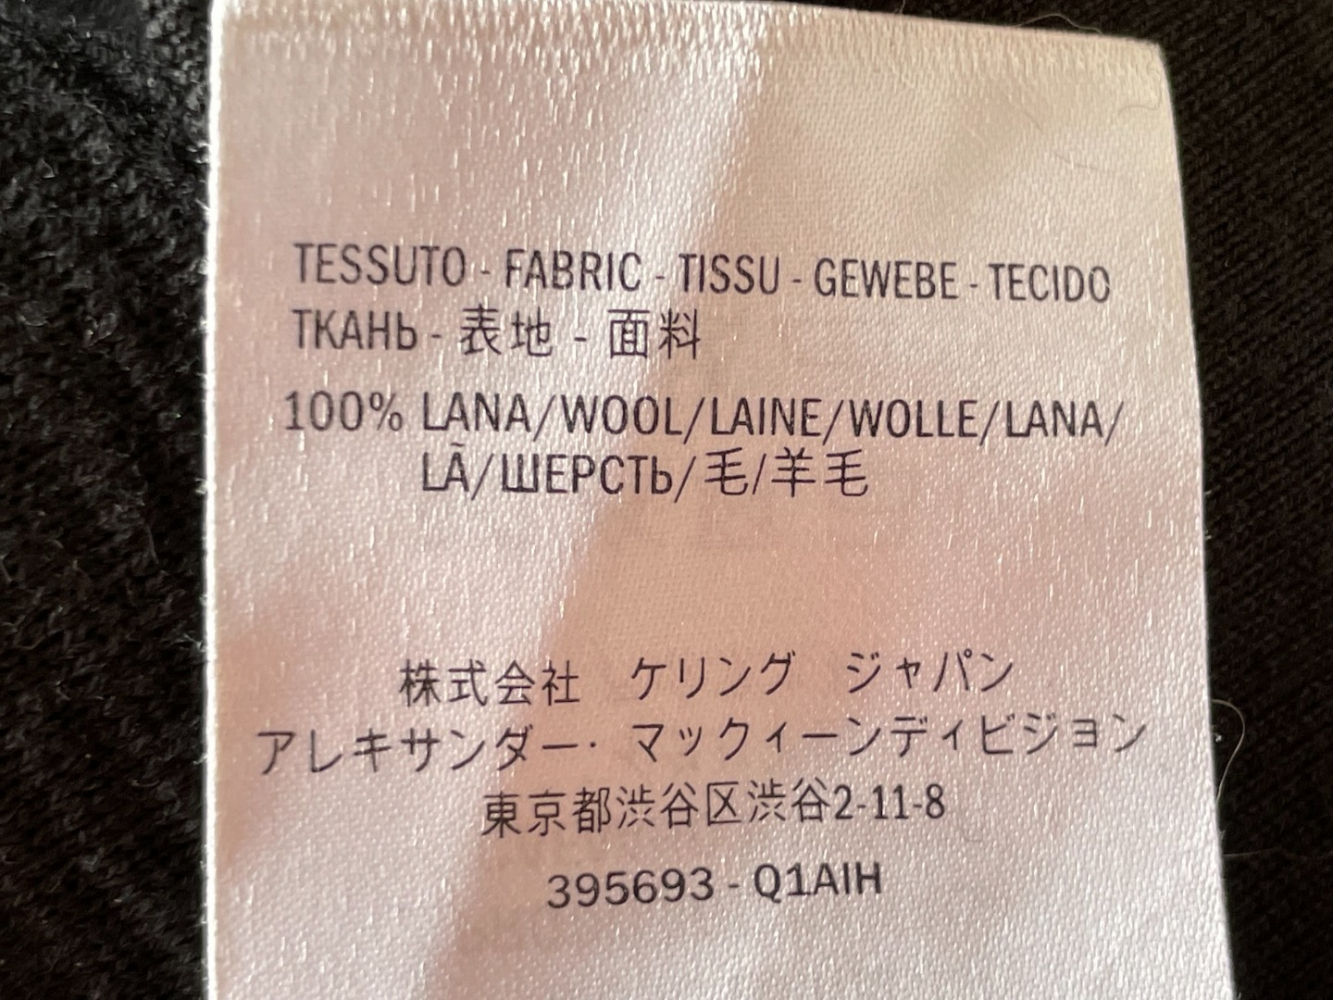 TESSUTO - FABRIC - TISSU - GEWEBE - TECIDO
ТКАНЬ - 表地 - 面料
100% LANA/WOOL/LAINE/WOLLE/LANA/
LÃ/ШЕРСТЬ/毛/羊毛
株式会社　ケリング　ジャパン
アレキサンダー・マックィーンディビジョン
東京都渋谷区渋谷2-11-8
395693 - Q1AIH